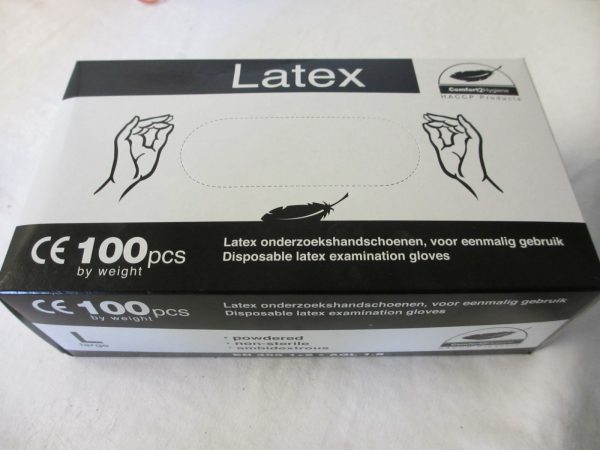 Latex
Comfort2Hygiene
HACCP Products
CE 100pcs
by weight
Latex onderzoekshandschoenen, voor eenmalig gebruik
Disposable latex examination gloves
CE 100pcs
by weight
Latex onderzoekshandschoenen, voor eenmalig gebruik
Disposable latex examination gloves
L
large
· powdered
· non-sterile
· ambidextrous